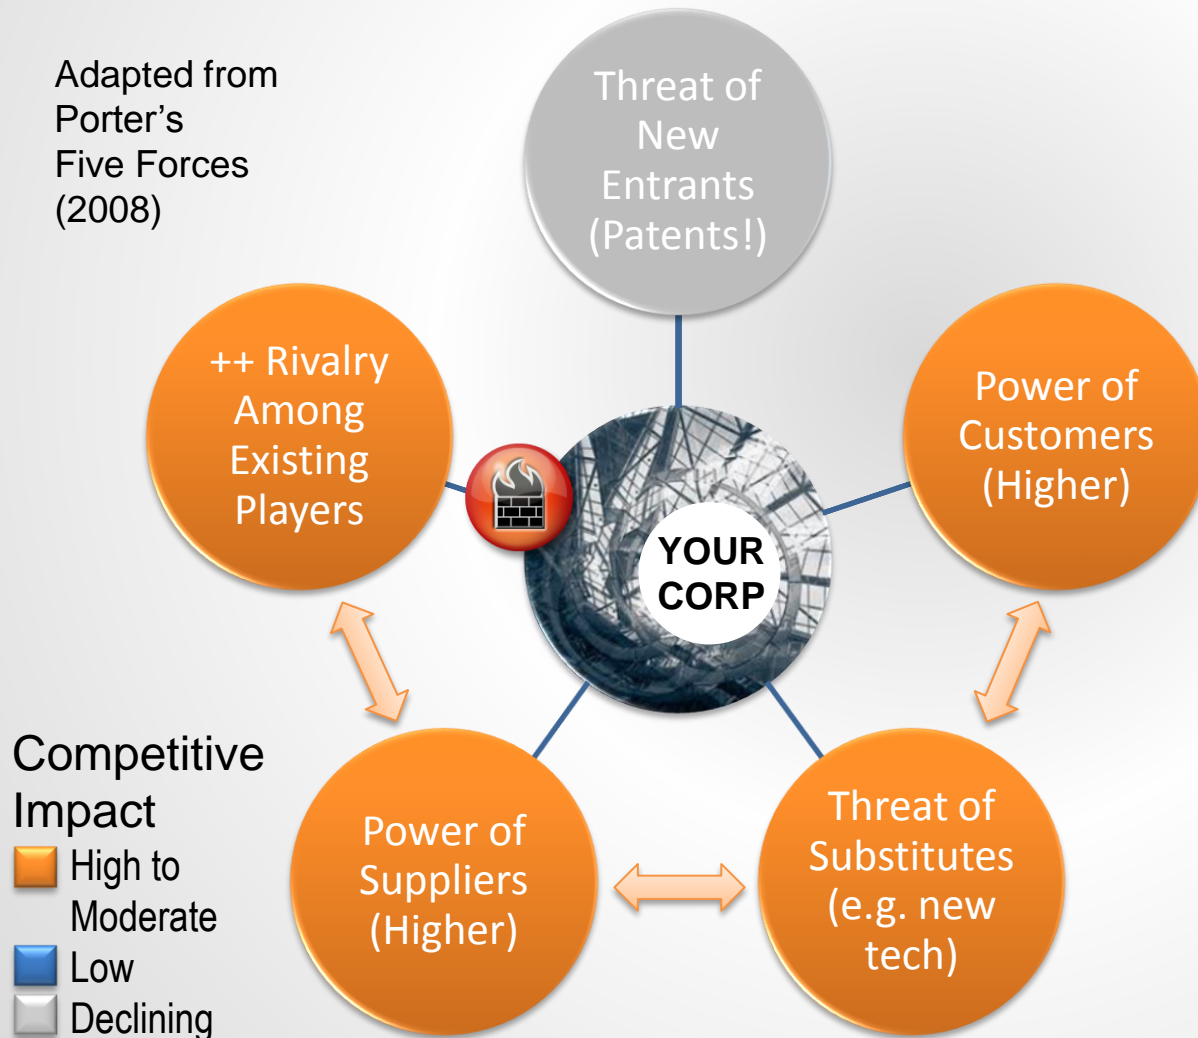 Adapted from
Porter’s
Five Forces
(2008)
Threat of
New
Entrants
(Patents!)
++ Rivalry
Among
Existing
Players
Power of
Customers
(Higher)
YOUR
CORP
Competitive
Impact
High to
Moderate
Low
Declining
Power of
Suppliers
(Higher)
Threat of
Substitutes
(e.g. new
tech)